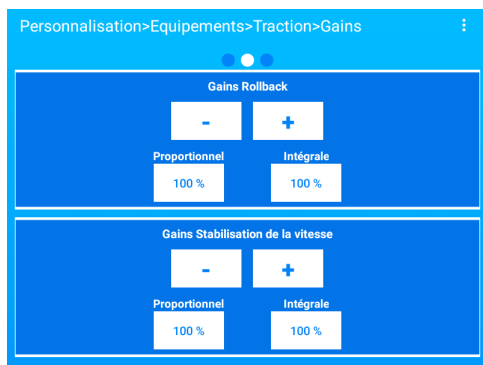 Personnalisation>Equipements>Traction>Gains
Gains Rollback
- +
Proportionnel Intégrale
100 % 100 %
Gains Stabilisation de la vitesse
- +
Proportionnel Intégrale
100 % 100 %